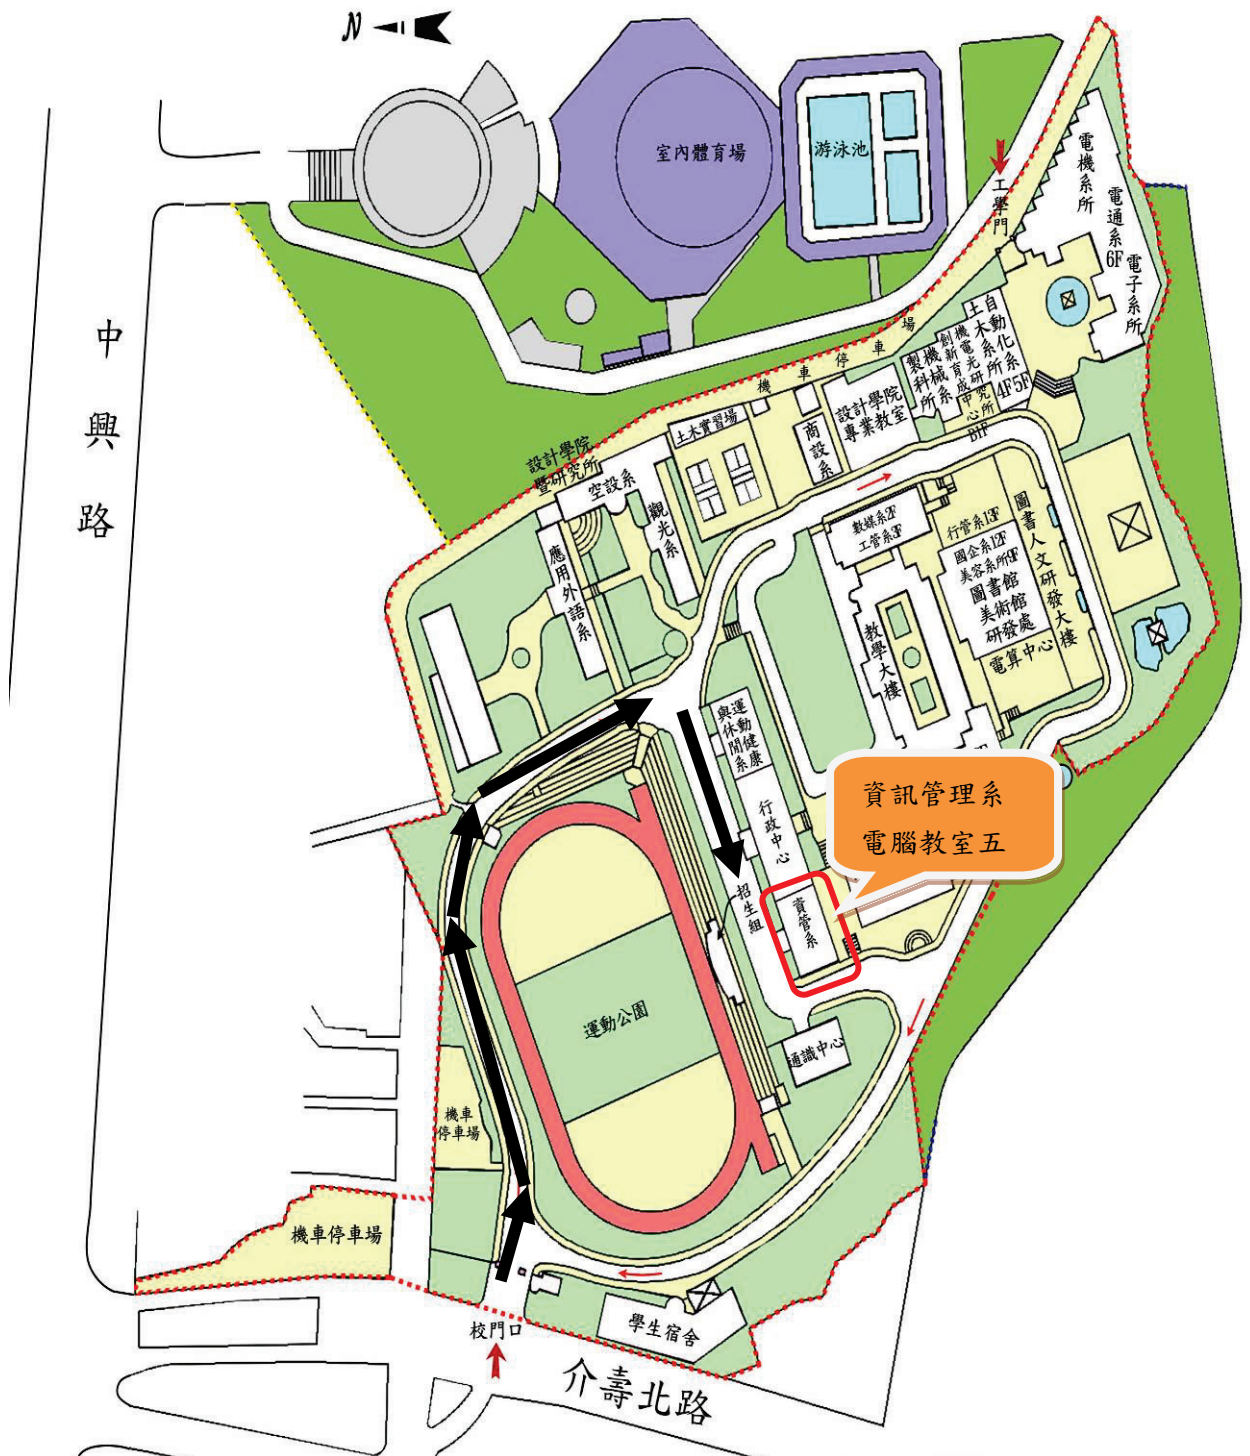 N
室內體育場
游泳池
工學門
電機系所
電通系6F
電子系所
中興路
機車停車場
自動化系5F
土木系所4F
機電光研究所B1F
創新育成中心
機械系
製科所
設計學院
專業教室
商設系
土木實習場
設計學院
暨研究所
空設系
觀光系
應用外語系
數媒系2F
工管系3F
行管系13F
國企系12F
美容系所9F
圖書館
美術館
研發處
電算中心
圖書人文研發大樓
教學大樓
運動健康
與休閒系
行政中心
資訊管理系
電腦教室五
招生組
資管系
運動公園
通識中心
機車
停車場
機車停車場
學生宿舍
校門口
介壽北路